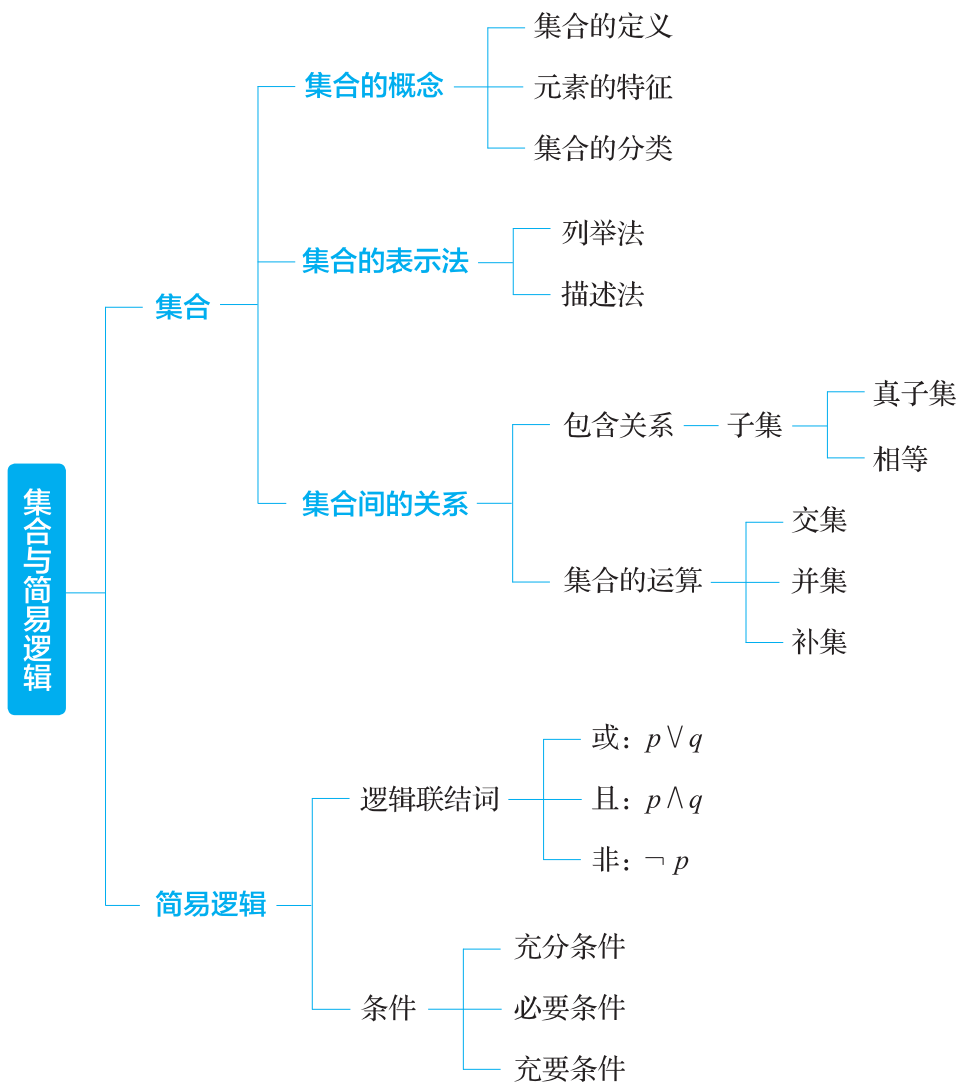 集合与简易逻辑
集合
集合的概念
集合的定义
元素的特征
集合的分类
集合的表示法
列举法
描述法
集合间的关系
包含关系
子集
真子集
相等
集合的运算
交集
并集
补集
简易逻辑
逻辑联结词
或：p∨q
且：p∧q
非：￢p
条件
充分条件
必要条件
充要条件